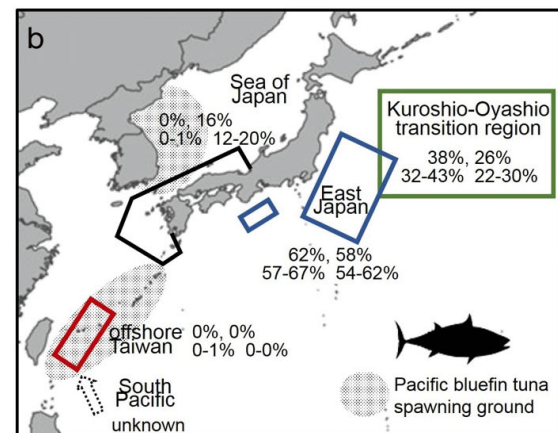 b
Sea of
Japan
0%, 16%
0-1% 12-20%
Kuroshio-Oyashio
transition region
38%, 26%
32-43% 22-30%
East
Japan
62%, 58%
57-67% 54-62%
offshore
Taiwan
0%, 0%
0-1% 0-0%
South
Pacific
unknown
Pacific bluefin tuna
spawning ground